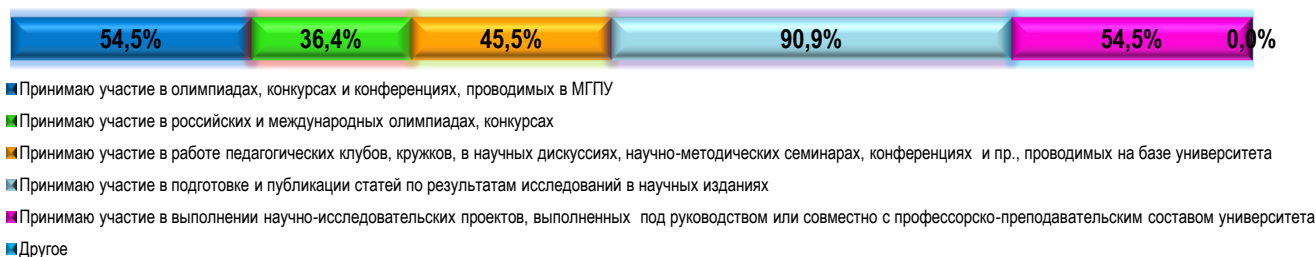 54,5% 36,4% 45,5% 90,9% 54,5% 0,0%
Принимаю участие в олимпиадах, конкурсах и конференциях, проводимых в МГПУ
Принимаю участие в российских и международных олимпиадах, конкурсах
Принимаю участие в работе педагогических клубов, кружков, в научных дискуссиях, научно-методических семинарах, конференциях и пр., проводимых на базе университета
Принимаю участие в подготовке и публикации статей по результатам исследований в научных изданиях
Принимаю участие в выполнении научно-исследовательских проектов, выполненных под руководством или совместно с профессорско-преподавательским составом университета
Другое